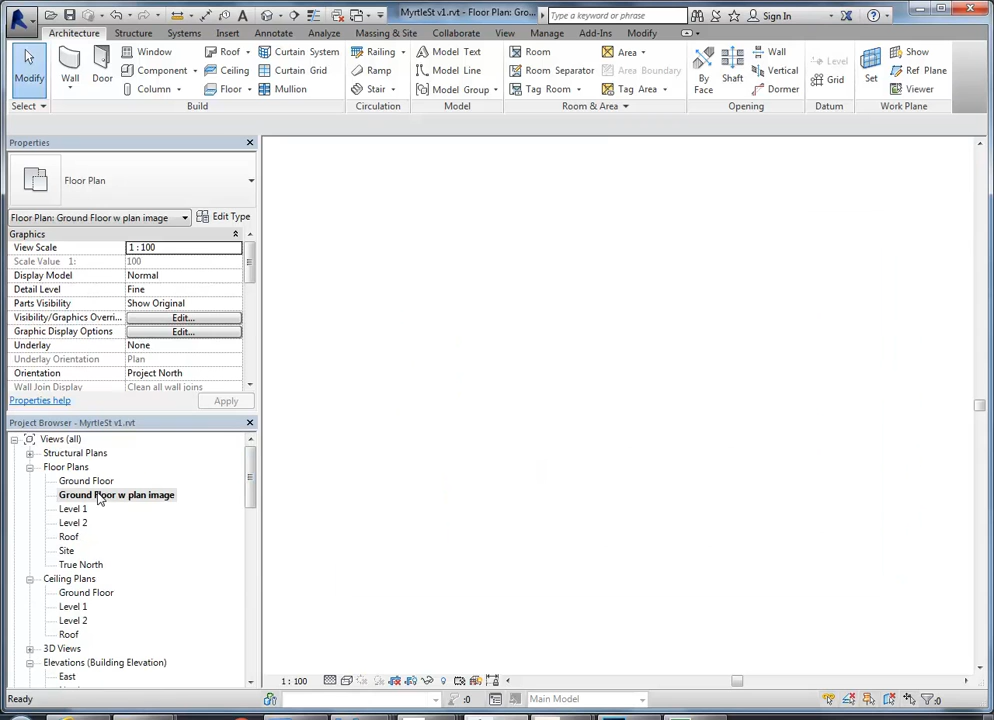 MyrtleSt v1.rvt - Floor Plan: Gro...
Type a keyword or phrase
Sign In
Architecture Structure Systems Insert Annotate Analyze Massing & Site Collaborate View Manage Add-Ins Modify
Modify
Wall
Door
Window
Component
Column
Roof
Ceiling
Floor
Curtain System
Curtain Grid
Mullion
Railing
Ramp
Stair
Model Text
Model Line
Model Group
Room
Room Separator
Tag Room
Area
Area Boundary
Tag Area
By
Face
Shaft
Wall
Vertical
Dormer
Level
Grid
Set
Show
Ref Plane
Viewer
Select Build Circulation Model Room & Area Opening Datum Work Plane
Properties
Floor Plan
Floor Plan: Ground Floor w plan image
Edit Type
Graphics
View Scale 1 : 100
Scale Value 1: 100
Display Model Normal
Detail Level Fine
Parts Visibility Show Original
Visibility/Graphics Overri... Edit...
Graphic Display Options Edit...
Underlay None
Underlay Orientation Plan
Orientation Project North
Wall Join Display Clean all wall joins
Properties help
Apply
Project Browser - MyrtleSt v1.rvt
Views (all)
Structural Plans
Floor Plans
Ground Floor
Ground Floor w plan image
Level 1
Level 2
Roof
Site
True North
Ceiling Plans
Ground Floor
Level 1
Level 2
Roof
3D Views
Elevations (Building Elevation)
East
1 : 100
Ready
:0
Main Model
:0